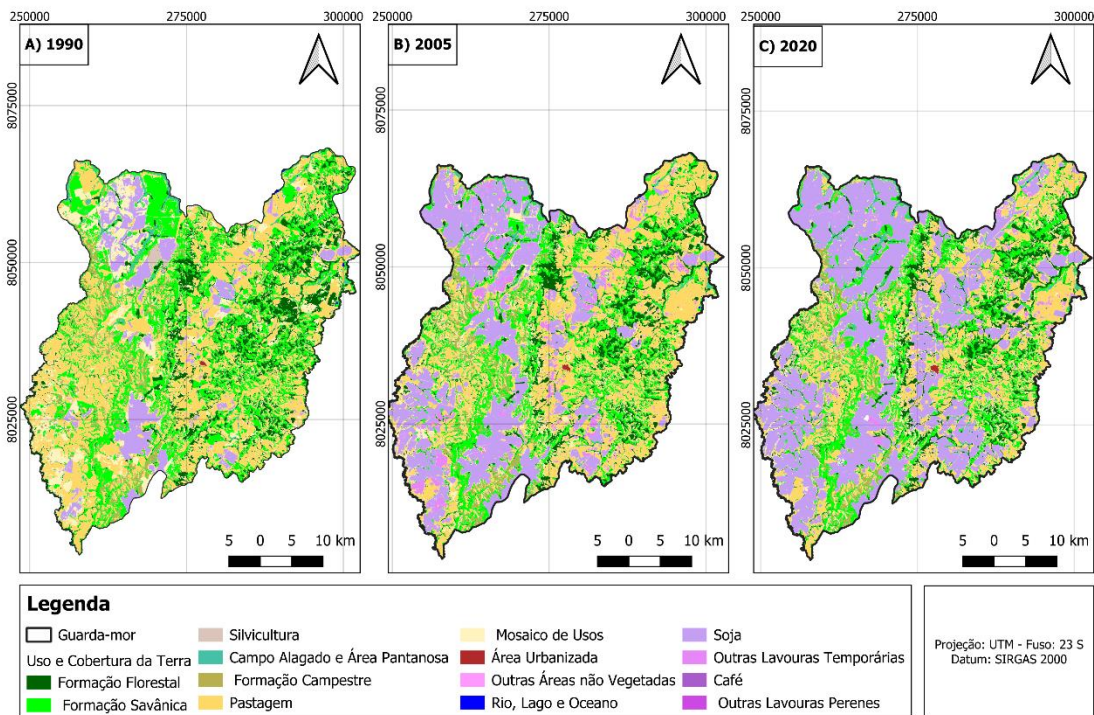 250000 275000 300000 250000 275000 300000 250000 275000 300000
A) 1990
B) 2005
C) 2020
8075000
8050000
8025000
8075000
8050000
8025000
8075000
8050000
8025000
5 0 5 10 km
5 0 5 10 km
5 0 5 10 km
Legenda
Guarda-mor
Uso e Cobertura da Terra
Formação Florestal
Formação Savânica
Silvicultura
Campo Alagado e Área Pantanosa
Formação Campestre
Pastagem
Mosaico de Usos
Área Urbanizada
Outras Áreas não Vegetadas
Rio, Lago e Oceano
Soja
Outras Lavouras Temporárias
Café
Outras Lavouras Perenes
Projeção: UTM - Fuso: 23 S
Datum: SIRGAS 2000